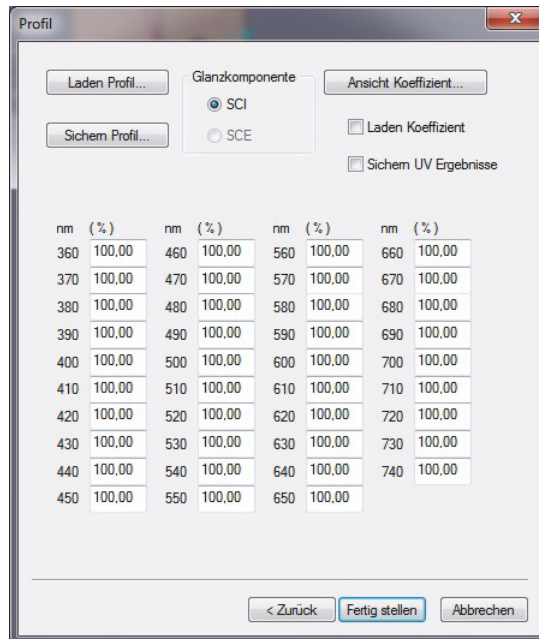 Profil
Laden Profil...
Glanzkomponente
Ansicht Koeffizient...
SCI
Sichern Profil...
SCE
Laden Koeffizient
Sichern UV Ergebnisse
nm (%) nm (%) nm (%) nm (%)
360 100,00 460 100,00 560 100,00 660 100,00
370 100,00 470 100,00 570 100,00 670 100,00
380 100,00 480 100,00 580 100,00 680 100,00
390 100,00 490 100,00 590 100,00 690 100,00
400 100,00 500 100,00 600 100,00 700 100,00
410 100,00 510 100,00 610 100,00 710 100,00
420 100,00 520 100,00 620 100,00 720 100,00
430 100,00 530 100,00 630 100,00 730 100,00
440 100,00 540 100,00 640 100,00 740 100,00
450 100,00 550 100,00 650 100,00
< Zurück Fertig stellen Abbrechen